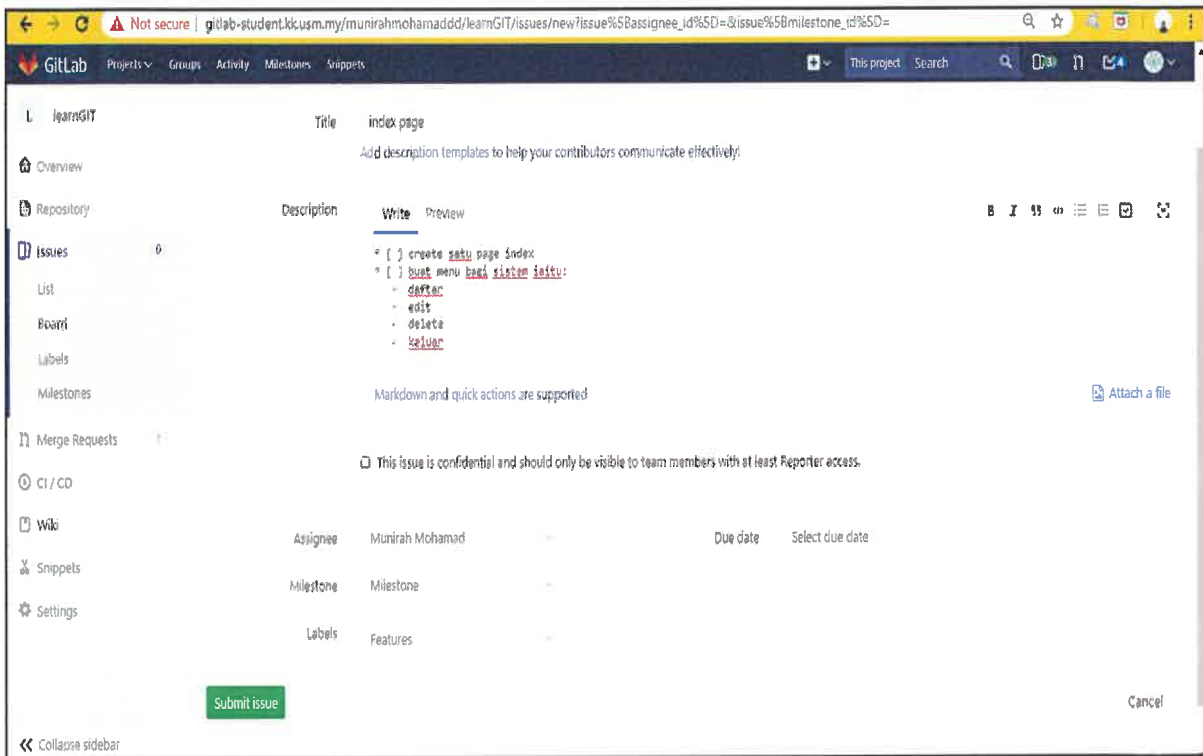 Not secure | gitlab-student.kk.usm.my/munirahmohamaddd/learnGIT/issues/new?issue%5Bassignee_id%5D=&issue%5Bmilestone_id%5D=
GitLab Projects Groups Activity Milestones Snippets This project Search 4
L learnGIT
Title index page
Add description templates to help your contributors communicate effectively!
Overview
Repository
Description Write Preview
Issues 0
* [ ] create satu page index
* [ ] buat menu bagi sistem iaitu:
- daftar
- edit
- delete
- keluar
List
Board
Labels
Milestones
Markdown and quick actions are supported Attach a file
Merge Requests 1
This issue is confidential and should only be visible to team members with at least Reporter access.
CI / CD
Wiki
Assignee Munirah Mohamad Due date Select due date
Snippets
Milestone Milestone
Settings
Labels Features
Submit issue Cancel
Collapse sidebar